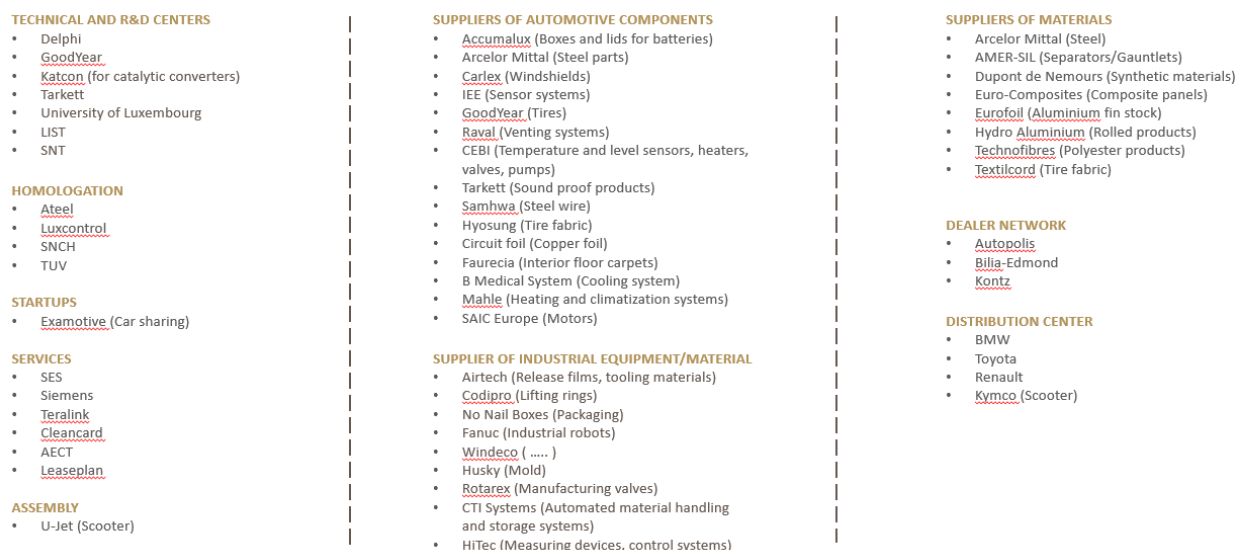 TECHNICAL AND R&D CENTERS
• Delphi
• GoodYear
• Katcon (for catalytic converters)
• Tarkett
• University of Luxembourg
• LIST
• SNT
HOMOLOGATION
• Ateel
• Luxcontrol
• SNCH
• TUV
STARTUPS
• Examotive (Car sharing)
SERVICES
• SES
• Siemens
• Teralink
• Cleancard
• AECT
• Leaseplan
ASSEMBLY
• U-Jet (Scooter)
SUPPLIERS OF AUTOMOTIVE COMPONENTS
• Accumalux (Boxes and lids for batteries)
• Arcelor Mittal (Steel parts)
• Carlex (Windshields)
• IEE (Sensor systems)
• GoodYear (Tires)
• Raval (Venting systems)
• CEBI (Temperature and level sensors, heaters,
valves, pumps)
• Tarkett (Sound proof products)
• Samhwa (Steel wire)
• Hyosung (Tire fabric)
• Circuit foil (Copper foil)
• Faurecia (Interior floor carpets)
• B Medical System (Cooling system)
• Mahle (Heating and climatization systems)
• SAIC Europe (Motors)
SUPPLIER OF INDUSTRIAL EQUIPMENT/MATERIAL
• Airtech (Release films, tooling materials)
• Codipro (Lifting rings)
• No Nail Boxes (Packaging)
• Fanuc (Industrial robots)
• Windeco ( ..... )
• Husky (Mold)
• Rotarex (Manufacturing valves)
• CTI Systems (Automated material handling
and storage systems)
• HiTec (Measuring devices, control systems)
SUPPLIERS OF MATERIALS
• Arcelor Mittal (Steel)
• AMER-SIL (Separators/Gauntlets)
• Dupont de Nemours (Synthetic materials)
• Euro-Composites (Composite panels)
• Eurofoil (Aluminium fin stock)
• Hydro Aluminium (Rolled products)
• Technofibres (Polyester products)
• Textilcord (Tire fabric)
DEALER NETWORK
• Autopolis
• Bilia-Edmond
• Kontz
DISTRIBUTION CENTER
• BMW
• Toyota
• Renault
• Kymco (Scooter)